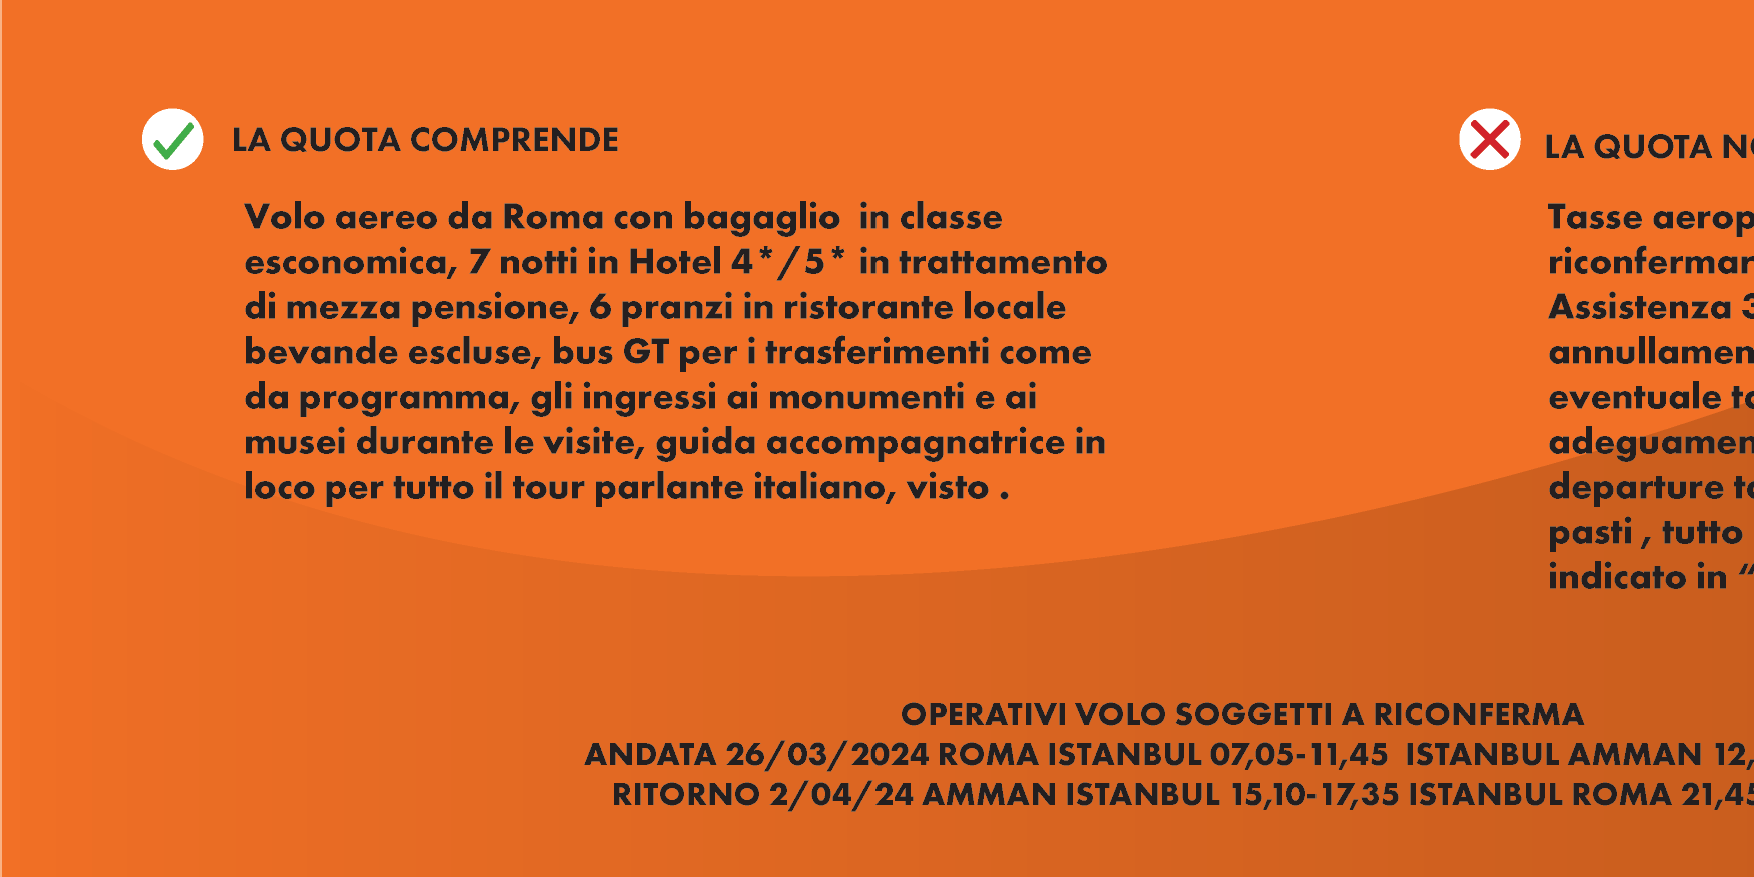 LA QUOTA COMPRENDE
Volo aereo da Roma con bagaglio in classe
esconomica, 7 notti in Hotel 4*/5* in trattamento
di mezza pensione, 6 pranzi in ristorante locale
bevande escluse, bus GT per i trasferimenti come
da programma, gli ingressi ai monumenti e ai
musei durante le visite, guida accompagnatrice in
loco per tutto il tour parlante italiano, visto .
LA QUOTA
Tasse
Assistenza
eventuale
departure
pasti , tutto
indicato in “
OPERATIVI VOLO SOGGETTI A RICONFERMA
ANDATA 26/03/2024 ROMA ISTANBUL 07,05-11,45 ISTANBUL AMMAN
RITORNO 2/04/24 AMMAN ISTANBUL 15,10-17,35 ISTANBUL ROMA